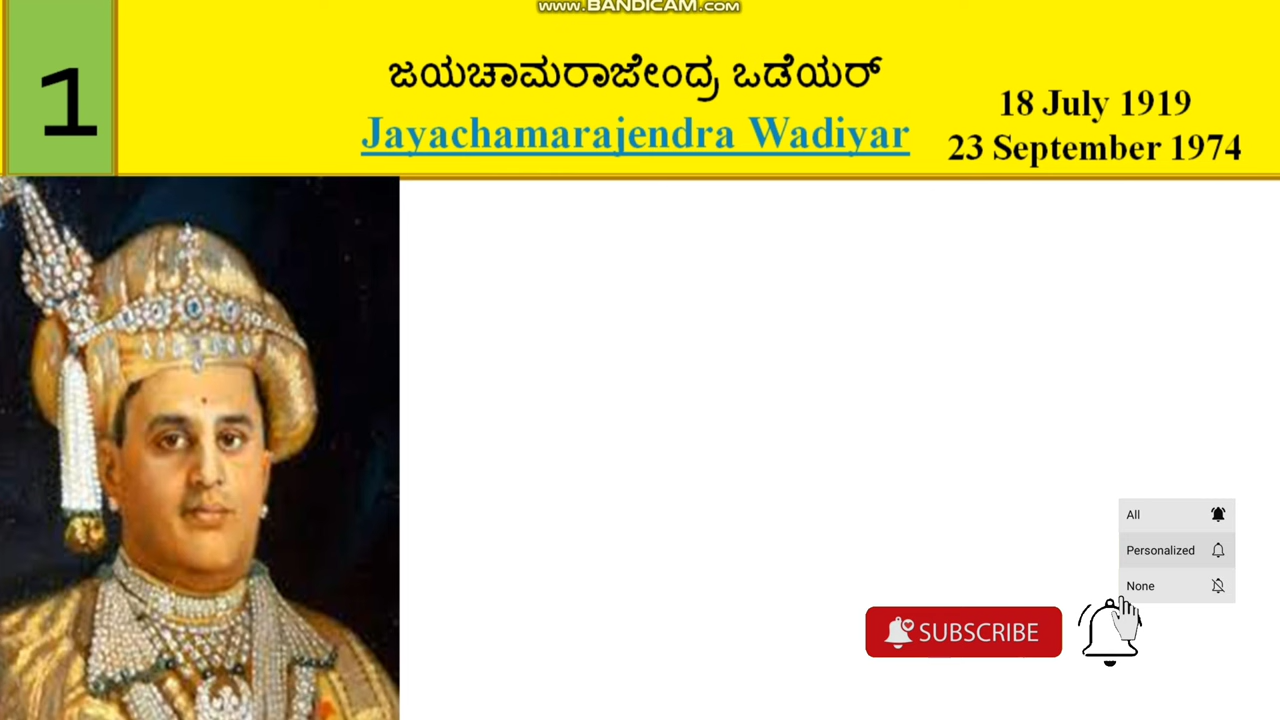 www.BANDICAM.com
1
ಜಯಚಾಮರಾಜೇಂದ್ರ ಒಡೆಯರ್
Jayachamarajendra Wadiyar
18 July 1919
23 September 1974
All
Personalized
None
SUBSCRIBE